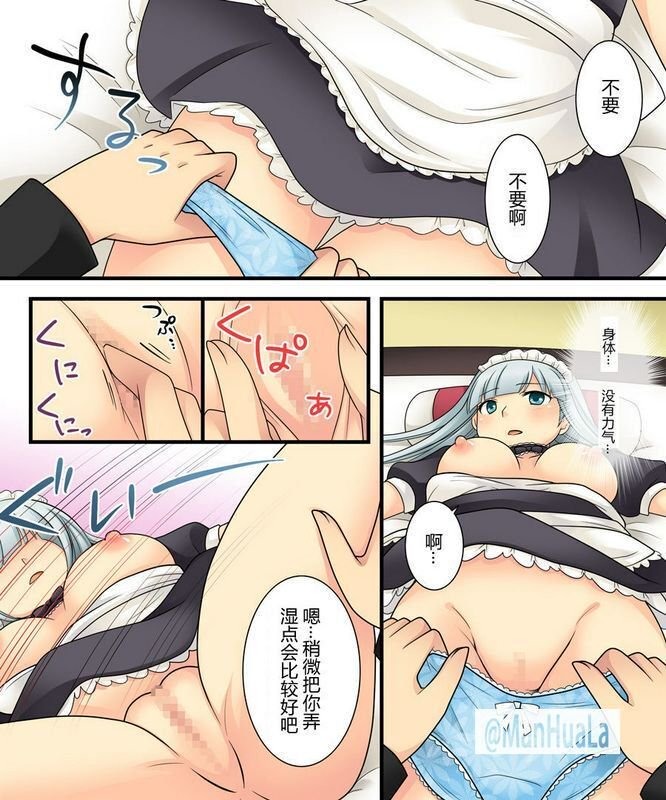 不要
不要啊
するっ
つぷ…
くに
くにっ
くぱぁ
身体…
没有力气…
啊…
ぐいー
嗯…稍微把你弄
湿点会比较好吧
@ManHuaLa